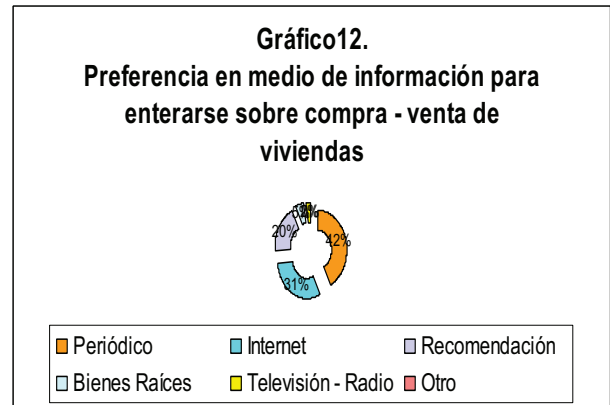 Gráfico12.
Preferencia en medio de información para
enterarse sobre compra - venta de
viviendas
20%
42%
31%
Periódico Internet Recomendación
Bienes Raíces Televisión - Radio Otro